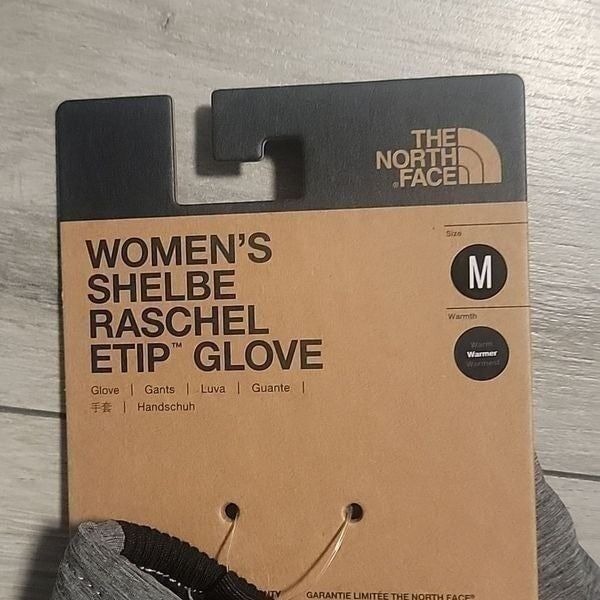 THE
NORTH
FACE
®
WOMEN'S
SHELBE
RASCHEL
ETIP™ GLOVE
Glove | Gants | Luva | Guante |
手套 | Handschuh
Size
M
Warmth
Warm
Warmer
Warmest
GARANTIE LIMITÉE THE NORTH FACE®